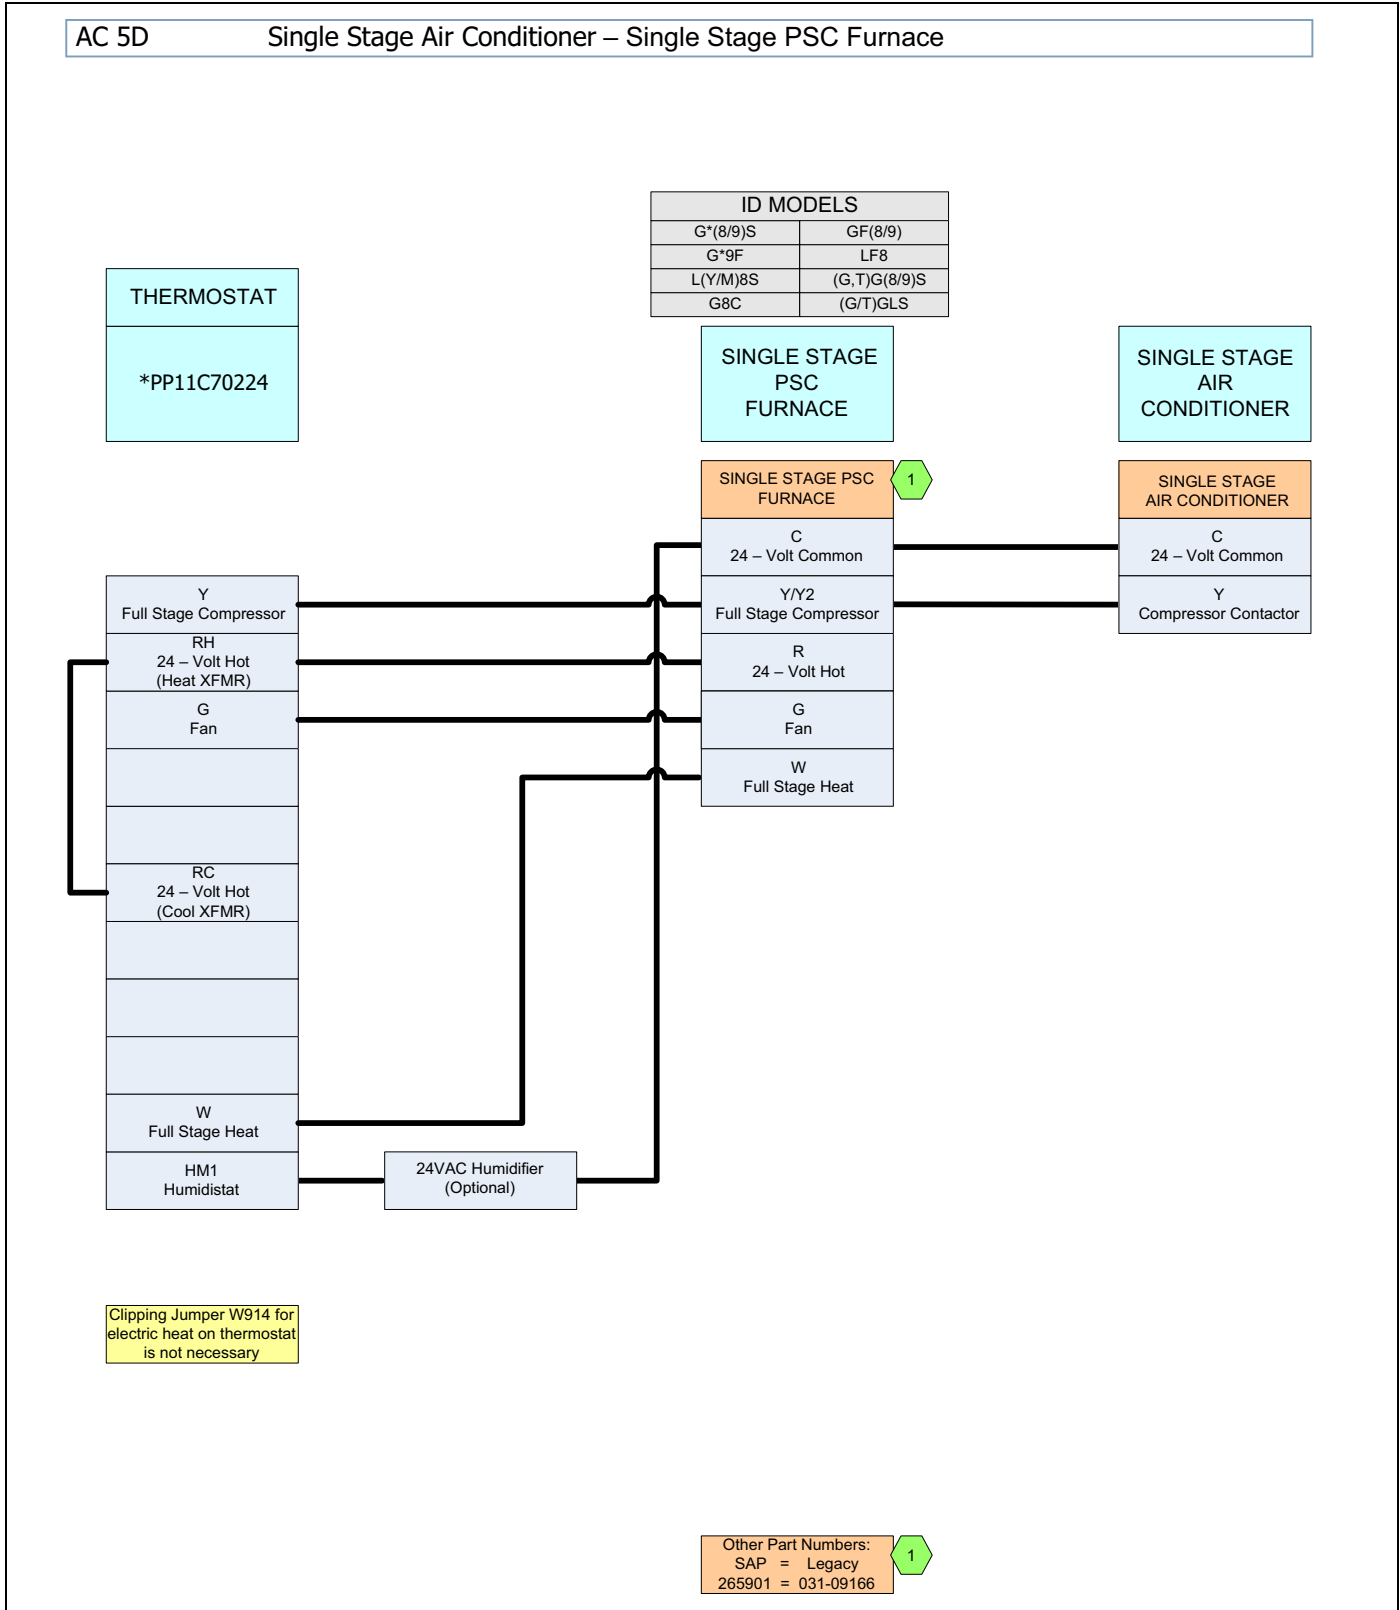 AC 5D Single Stage Air Conditioner – Single Stage PSC Furnace
ID MODELS
G*(8/9)S GF(8/9)
G*9F LF8
L(Y/M)8S (G,T)G(8/9)S
G8C (G/T)GLS
THERMOSTAT
*PP11C70224
SINGLE STAGE
PSC
FURNACE
SINGLE STAGE
AIR
CONDITIONER
SINGLE STAGE PSC
FURNACE
1
SINGLE STAGE
AIR CONDITIONER
C
24 – Volt Common
C
24 – Volt Common
Y
Full Stage Compressor
Y/Y2
Full Stage Compressor
Y
Compressor Contactor
RH
24 – Volt Hot
(Heat XFMR)
R
24 – Volt Hot
G
Fan
G
Fan
W
Full Stage Heat
RC
24 – Volt Hot
(Cool XFMR)
W
Full Stage Heat
HM1
Humidistat
24VAC Humidifier
(Optional)
Clipping Jumper W914 for
electric heat on thermostat
is not necessary
Other Part Numbers:
SAP = Legacy
265901 = 031-09166
1